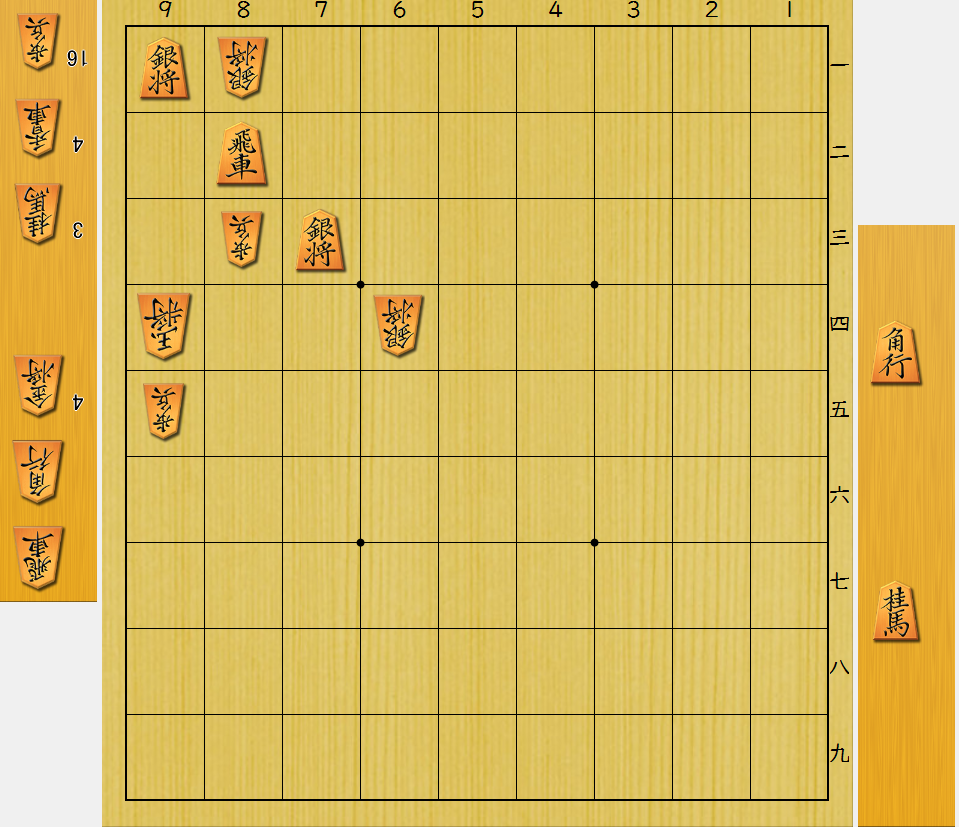 9 8 7 6 5 4 3 2 1
歩兵 16
香車 4
桂馬 3
金将 4
角行
飛車
銀将 銀将 一
飛車 二
歩兵 銀将 三
玉将 銀将 四
歩兵 五
六
七
八
九
角行
桂馬